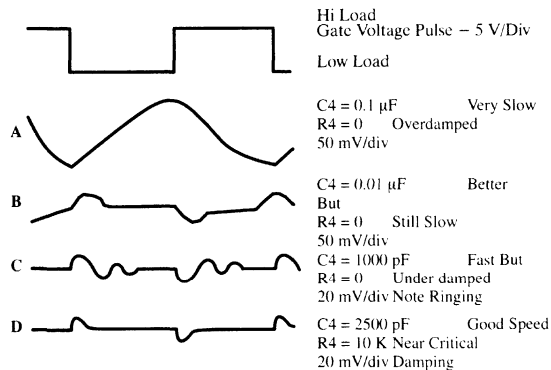 Hi Load
Gate Voltage Pulse – 5 V/Div
Low Load
A
C4 = 0.1 µF Very Slow
R4 = 0 Overdamped
50 mV/div
B
C4 = 0.01 µF Better
But
R4 = 0 Still Slow
50 mV/div
C
C4 = 1000 pF Fast But
R4 = 0 Under damped
20 mV/div Note Ringing
D
C4 = 2500 pF Good Speed
R4 = 10 K Near Critical
20 mV/div Damping